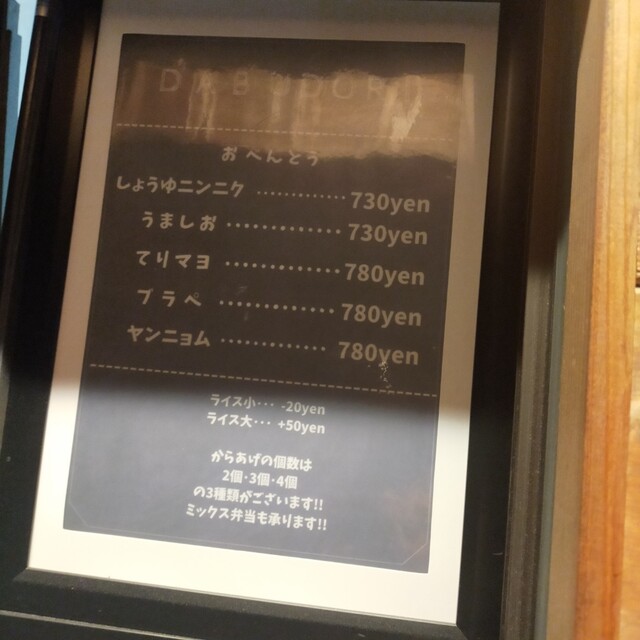 おべんとう
しょうゆニンニク ············· 730yen
うましお ·············· 730yen
てりマヨ ·············· 780yen
ブラペ ·············· 780yen
ヤンニョム ············· 780yen
ライス小··· -20yen
ライス大··· +50yen
からあげの個数は
2個·3個·4個
の3種類がございます!!
ミックス弁当も承ります!!